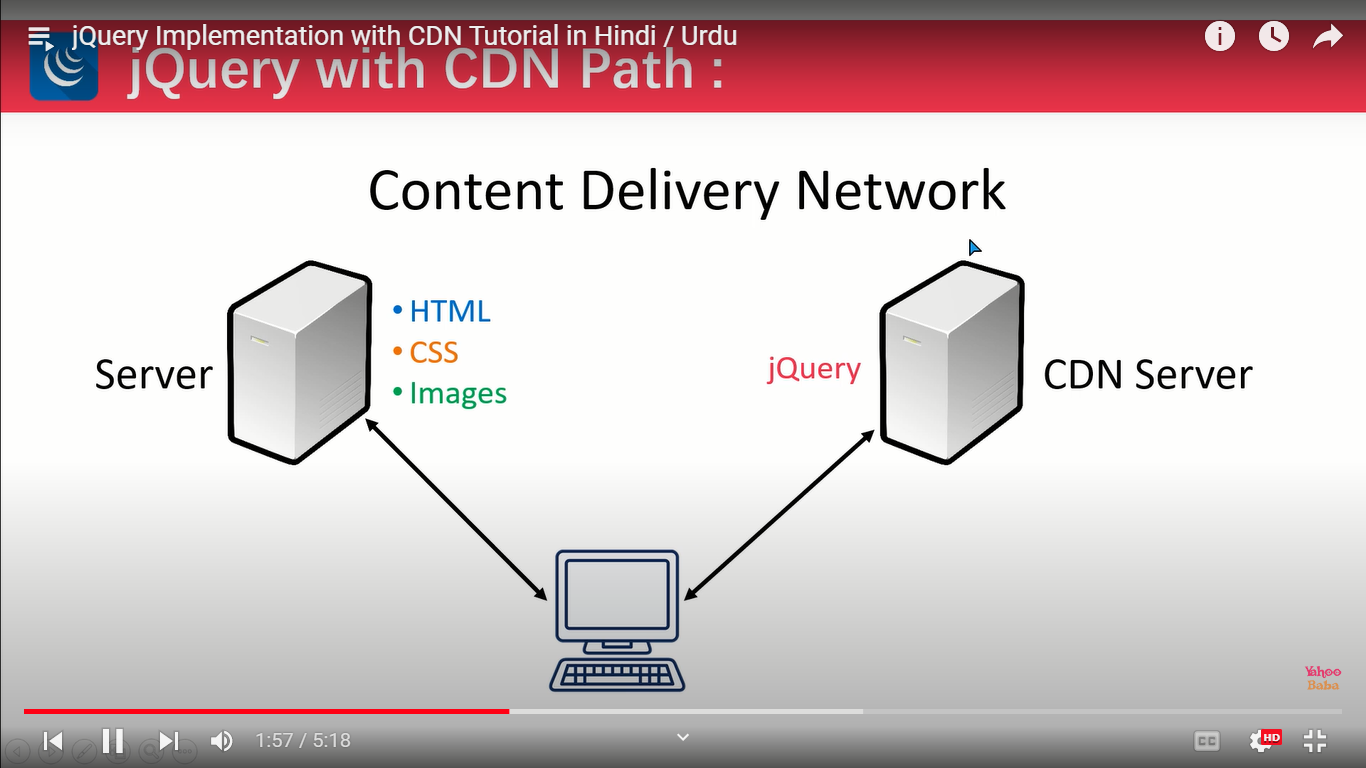 jQuery Implementation with CDN Tutorial in Hindi / Urdu
jQuery with CDN Path :
Content Delivery Network
Server
• HTML
• CSS
• Images
jQuery
CDN Server
Yahoo
Baba
1:57 / 5:18
CC
HD